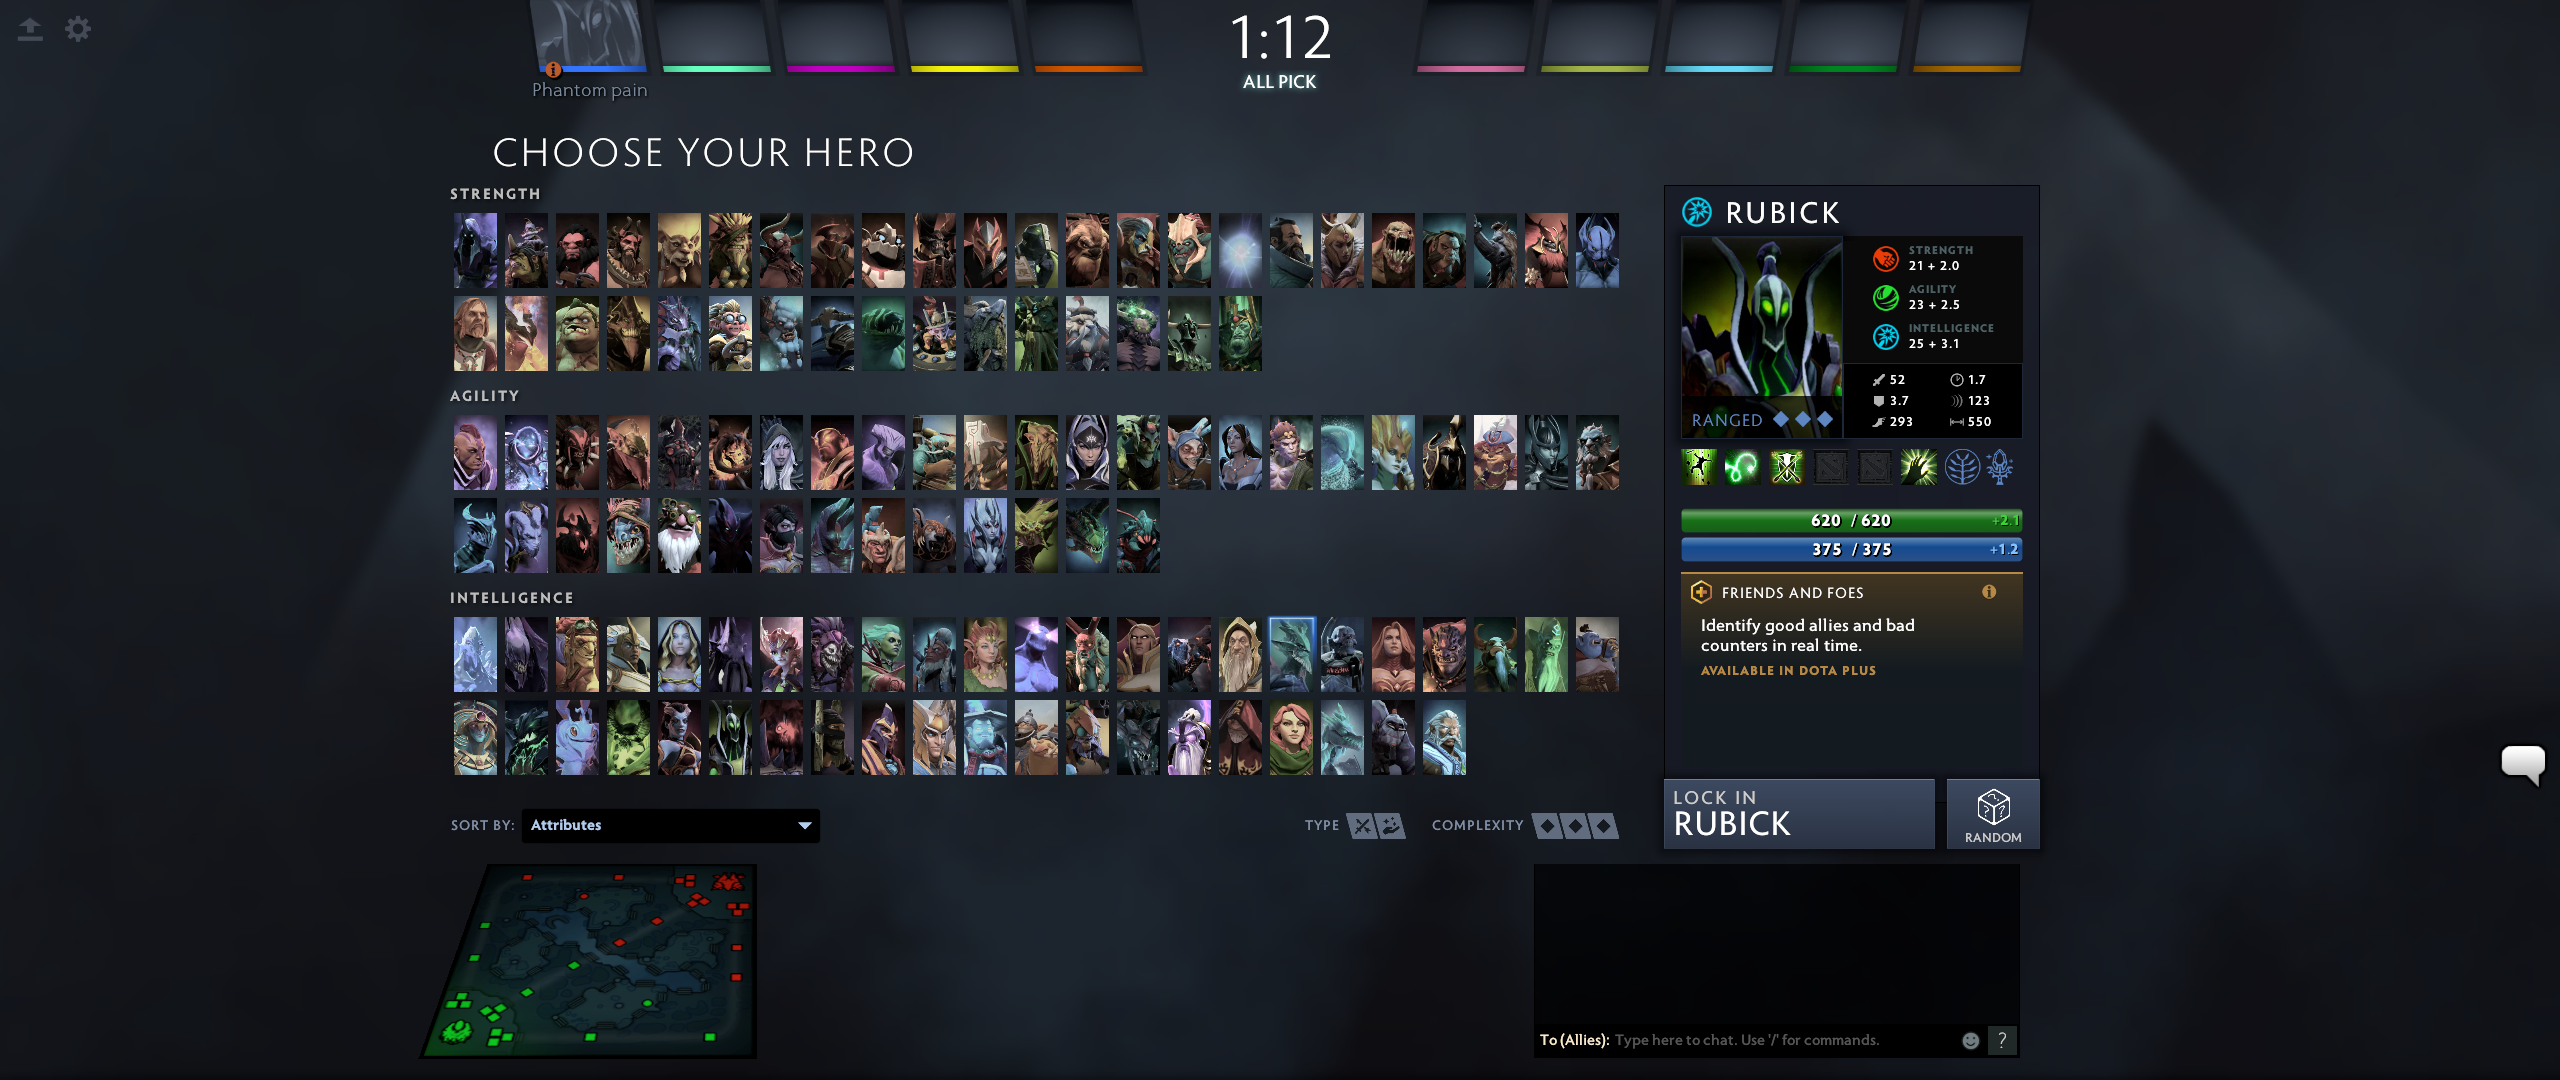 1:12
ALL PICK
Phantom pain
CHOOSE YOUR HERO
STRENGTH
AGILITY
INTELLIGENCE
RUBICK
STRENGTH
21 + 2.0
AGILITY
23 + 2.5
INTELLIGENCE
25 + 3.1
RANGED
52
1.7
3.7
123
293
550
620 / 620
+2.1
375 / 375
+1.2
FRIENDS AND FOES
Identify good allies and bad
counters in real time.
AVAILABLE IN DOTA PLUS
LOCK IN
RUBICK
RANDOM
SORT BY: Attributes
TYPE
COMPLEXITY
To (Allies): Type here to chat. Use '/' for commands.
?